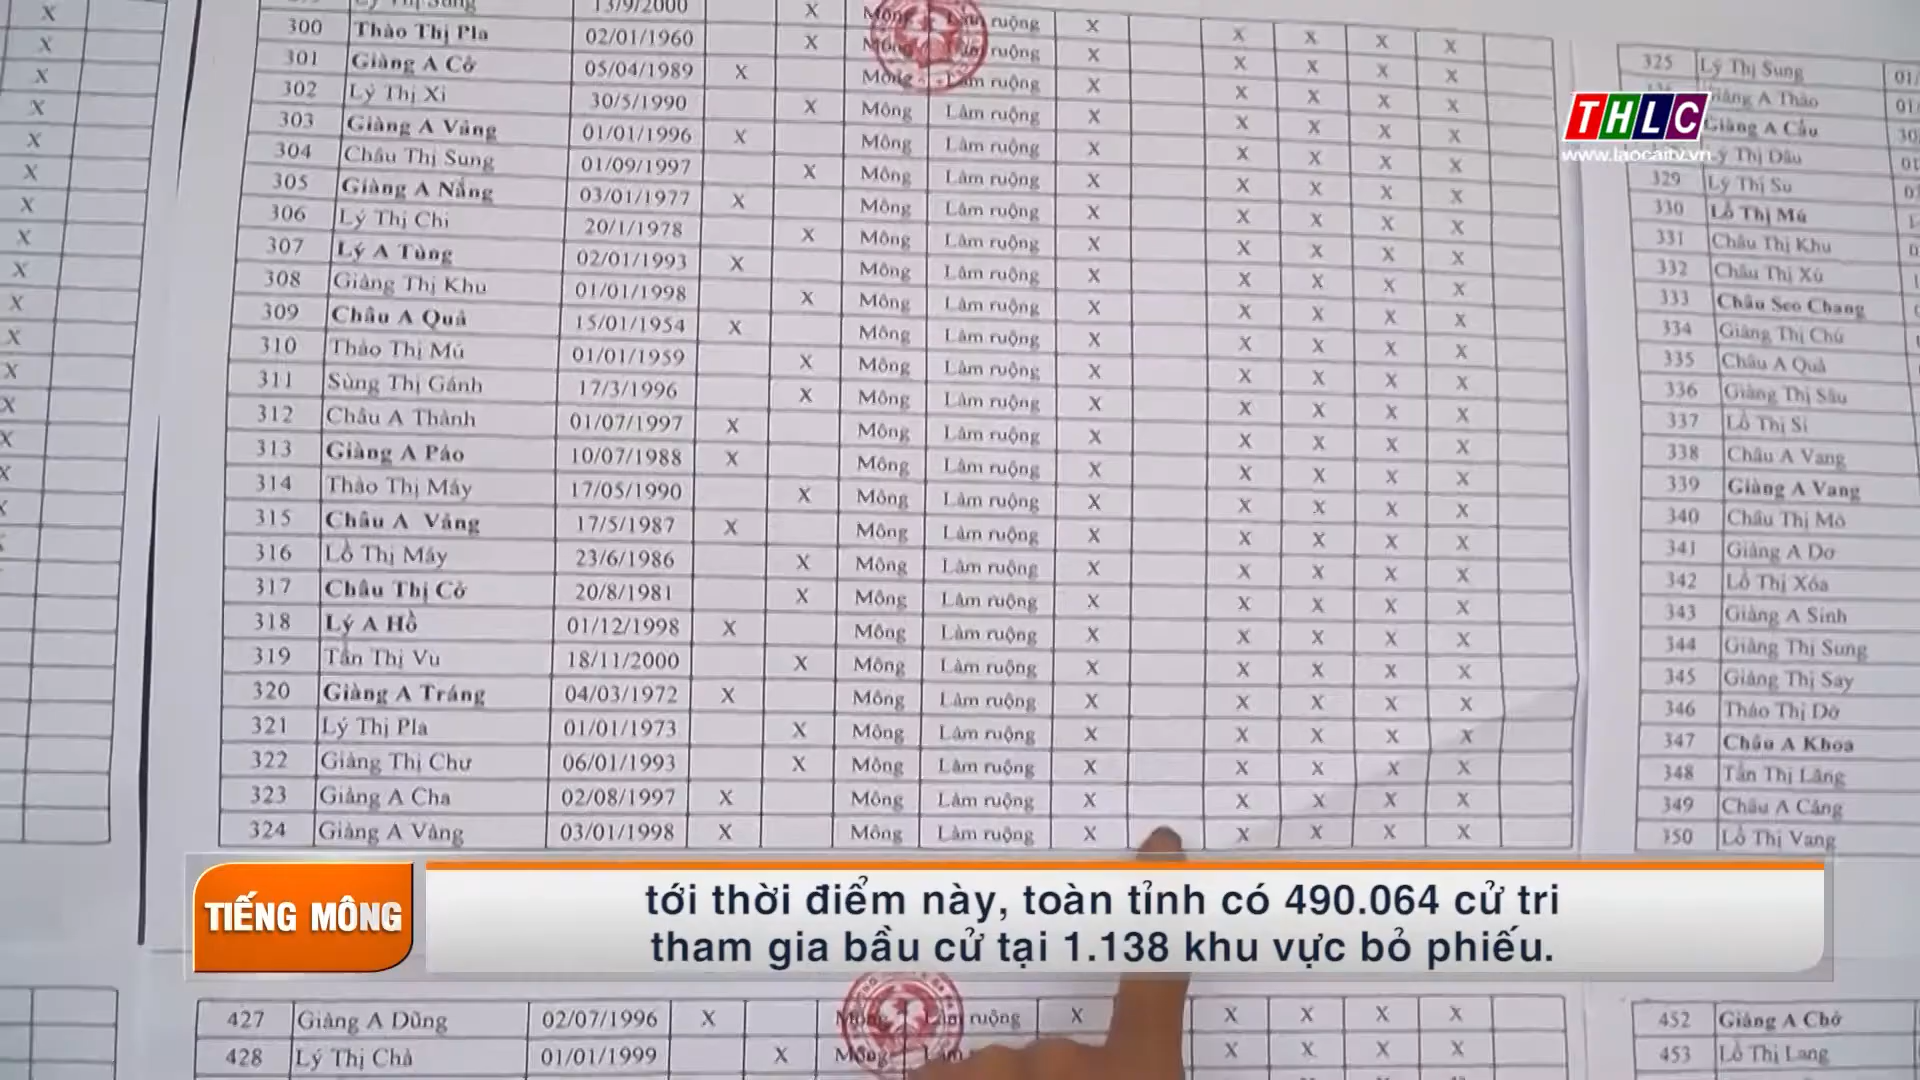 300 Thào Thị Pla 02/01/1960 X Làm ruộng X X X X X
301 Giàng A Cở 05/04/1989 X Mông Làm ruộng X X X X X
302 Lý Thị Xi 30/5/1990 X Mông Làm ruộng X X X X X
303 Giàng A Vảng 01/01/1996 X Mông Làm ruộng X X X X X
304 Châu Thị Sung 01/09/1997 X Mông Làm ruộng X X X X X
305 Giàng A Nắng 03/01/1977 X Mông Làm ruộng X X X X X
306 Lý Thị Chi 20/1/1978 X Mông Làm ruộng X X X X X
307 Lý A Tùng 02/01/1993 X Mông Làm ruộng X X X X X
308 Giàng Thị Khu 01/01/1998 X Mông Làm ruộng X X X X X
309 Châu A Quả 15/01/1954 X Mông Làm ruộng X X X X X
310 Thào Thị Mú 01/01/1959 X Mông Làm ruộng X X X X X
311 Sùng Thị Gánh 17/3/1996 X Mông Làm ruộng X X X X X
312 Châu A Thành 01/07/1997 X Mông Làm ruộng X X X X X
313 Giàng A Páo 10/07/1988 X Mông Làm ruộng X X X X X
314 Thào Thị Mấy 17/05/1990 X Mông Làm ruộng X X X X X
315 Châu A Vảng 17/5/1987 X Mông Làm ruộng X X X X X
316 Lồ Thị Mây 23/6/1986 X Mông Làm ruộng X X X X X
317 Châu Thị Cở 20/8/1981 X Mông Làm ruộng X X X X X
318 Lý A Hồ 01/12/1998 X Mông Làm ruộng X X X X X
319 Tẩn Thị Vu 18/11/2000 X Mông Làm ruộng X X X X X
320 Giàng A Tráng 04/03/1972 X Mông Làm ruộng X X X X X
321 Lý Thị Pla 01/01/1973 X Mông Làm ruộng X X X X X
322 Giàng Thị Chư 06/01/1993 X Mông Làm ruộng X X X X X
323 Giàng A Cha 02/08/1997 X Mông Làm ruộng X X X X X
324 Giàng A Vàng 03/01/1998 X Mông Làm ruộng X X X X X
325 Lý Thị Sung
Giàng A Thào
THLC
www.laocaitv.vn
Giàng A Cấu
Lý Thị Dâu
329 Lý Thị Su
330 Lồ Thị Mú
331 Châu Thị Khu
332 Châu Thị Xú
333 Châu Seo Chang
334 Giàng Thị Chú
335 Châu A Quả
336 Giàng Thị Sâu
337 Lồ Thị Si
338 Châu A Vang
339 Giàng A Vang
340 Châu Thị Mò
341 Giàng A Dơ
342 Lồ Thị Xóa
343 Giàng A Sinh
344 Giàng Thị Sung
345 Giàng Thị Say
346 Thào Thị Dở
347 Châu A Khoa
348 Tẩn Thị Lăng
349 Châu A Cảng
350 Lồ Thị Vang
TIẾNG MÔNG
tới thời điểm này, toàn tỉnh có 490.064 cử tri
tham gia bầu cử tại 1.138 khu vực bỏ phiếu.
427 Giàng A Dũng 02/07/1996 X ruộng X X X X X
428 Lý Thị Chả 01/01/1999 X Mông X X X X
452 Giàng A Chở
453 Lồ Thị Lang